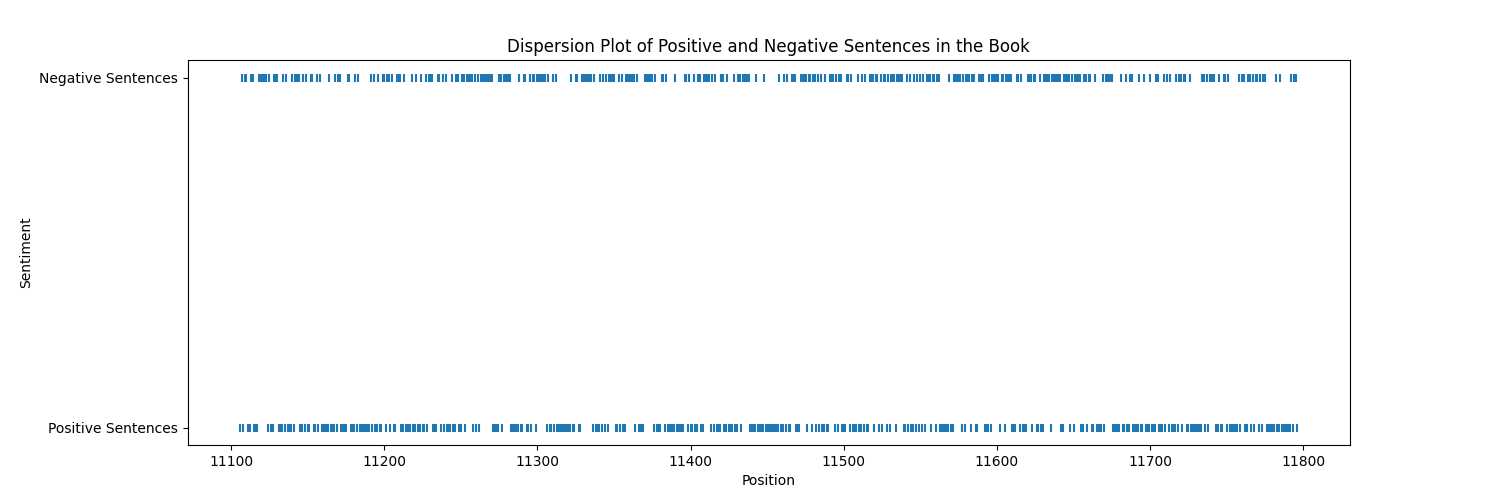 Dispersion Plot of Positive and Negative Sentences in the Book
Negative Sentences
Sentiment
Positive Sentences
11100 11200 11300 11400 11500 11600 11700 11800
Position